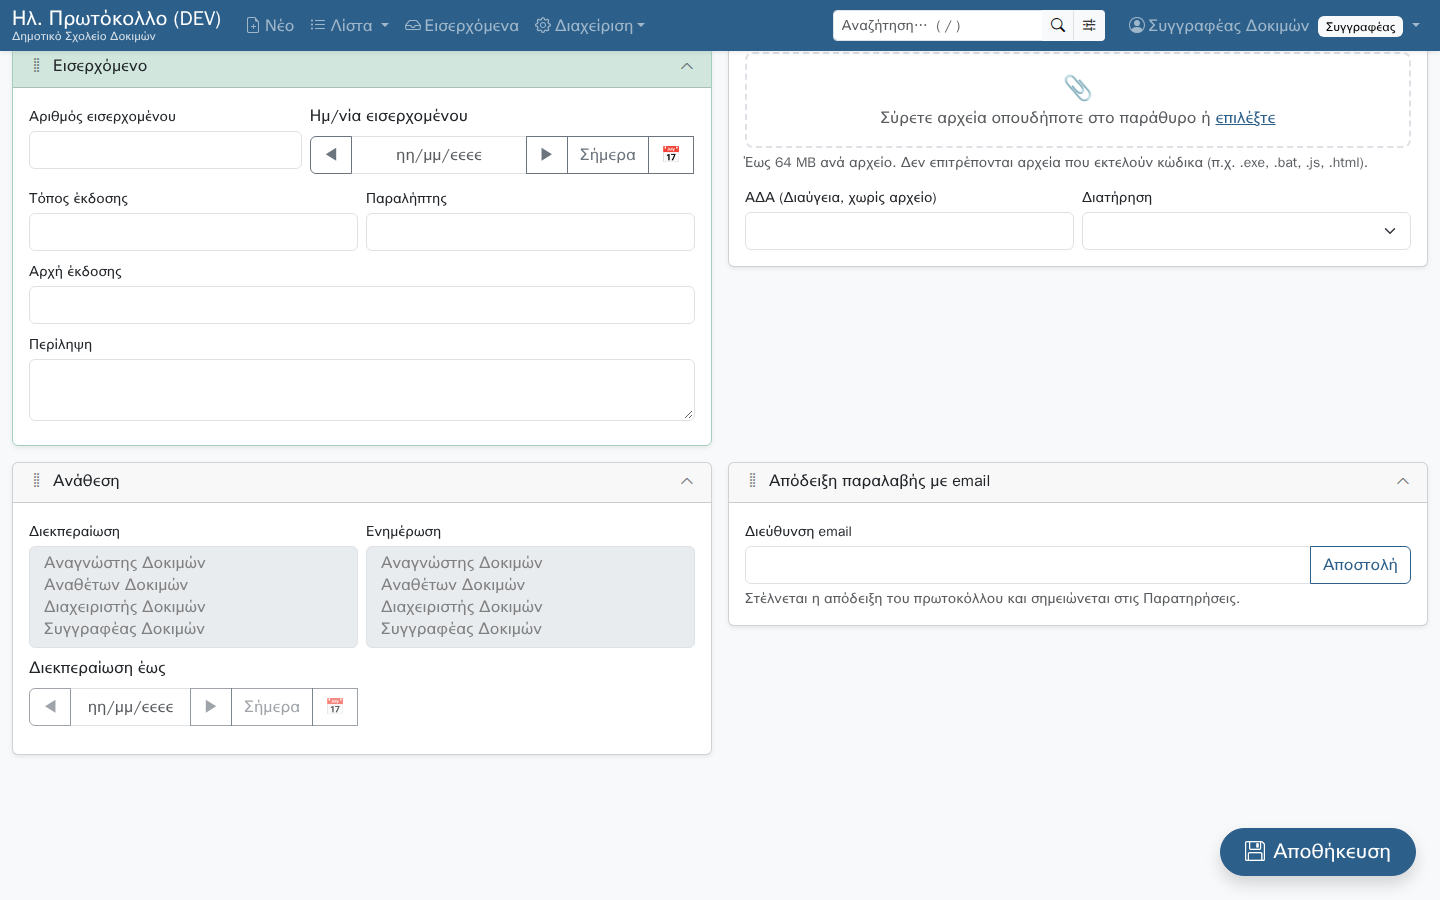 Ηλ. Πρωτόκολλο (DEV)
Δημοτικό Σχολείο Δοκιμών
Νέο
Λίστα
Εισερχόμενα
Διαχείριση
Αναζήτηση… ( / )
Συγγραφέας Δοκιμών Συγγραφέας
Εισερχόμενο
Αριθμός εισερχομένου
Ημ/νία εισερχομένου
ηη/μμ/εεεε
Σήμερα
Τόπος έκδοσης
Παραλήπτης
Αρχή έκδοσης
Περίληψη
Σύρετε αρχεία οπουδήποτε στο παράθυρο ή επιλέξτε
Έως 64 MB ανά αρχείο. Δεν επιτρέπονται αρχεία που εκτελούν κώδικα (π.χ. .exe, .bat, .js, .html).
ΑΔΑ (Διαύγεια, χωρίς αρχείο)
Διατήρηση
Ανάθεση
Διεκπεραίωση
Αναγνώστης Δοκιμών
Αναθέτων Δοκιμών
Διαχειριστής Δοκιμών
Συγγραφέας Δοκιμών
Ενημέρωση
Αναγνώστης Δοκιμών
Αναθέτων Δοκιμών
Διαχειριστής Δοκιμών
Συγγραφέας Δοκιμών
Διεκπεραίωση έως
ηη/μμ/εεεε
Σήμερα
Απόδειξη παραλαβής με email
Διεύθυνση email
Αποστολή
Στέλνεται η απόδειξη του πρωτοκόλλου και σημειώνεται στις Παρατηρήσεις.
Αποθήκευση